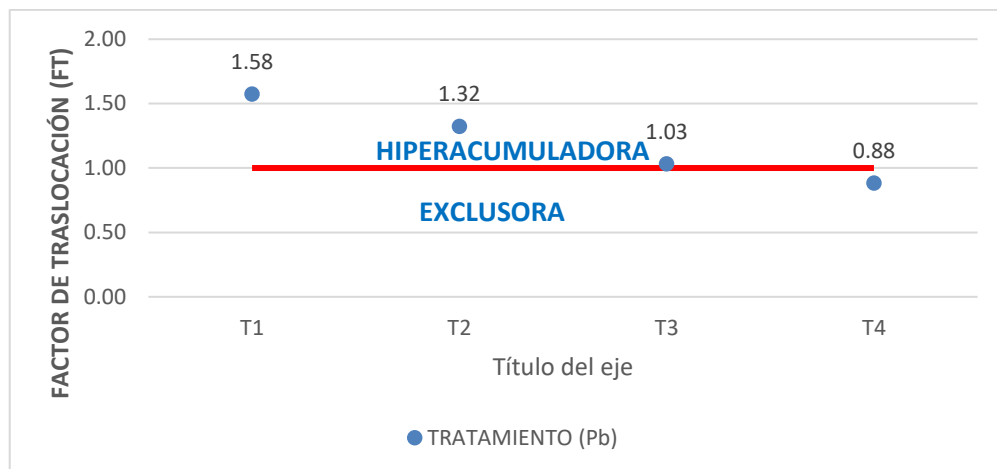 FACTOR DE TRASLOCACIÓN (FT)
2.00
1.50
1.00
0.50
0.00
1.58
1.32
1.03
0.88
HIPERACUMULADORA
EXCLUSORA
T1
T2
T3
T4
Título del eje
TRATAMIENTO (Pb)